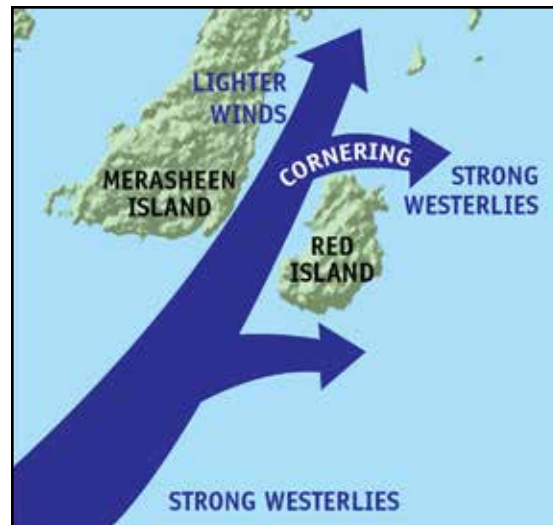 LIGHTER
WINDS
CORNERING
MERASHEEN
ISLAND
STRONG
WESTERLIES
RED
ISLAND
STRONG WESTERLIES